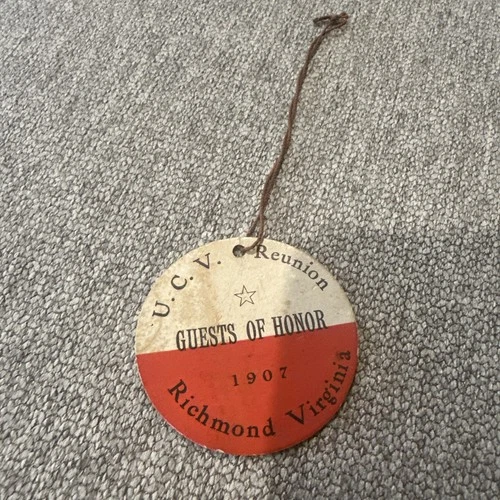 U. C. V. Reunion
GUESTS OF HONOR
1907
Richmond Virginia